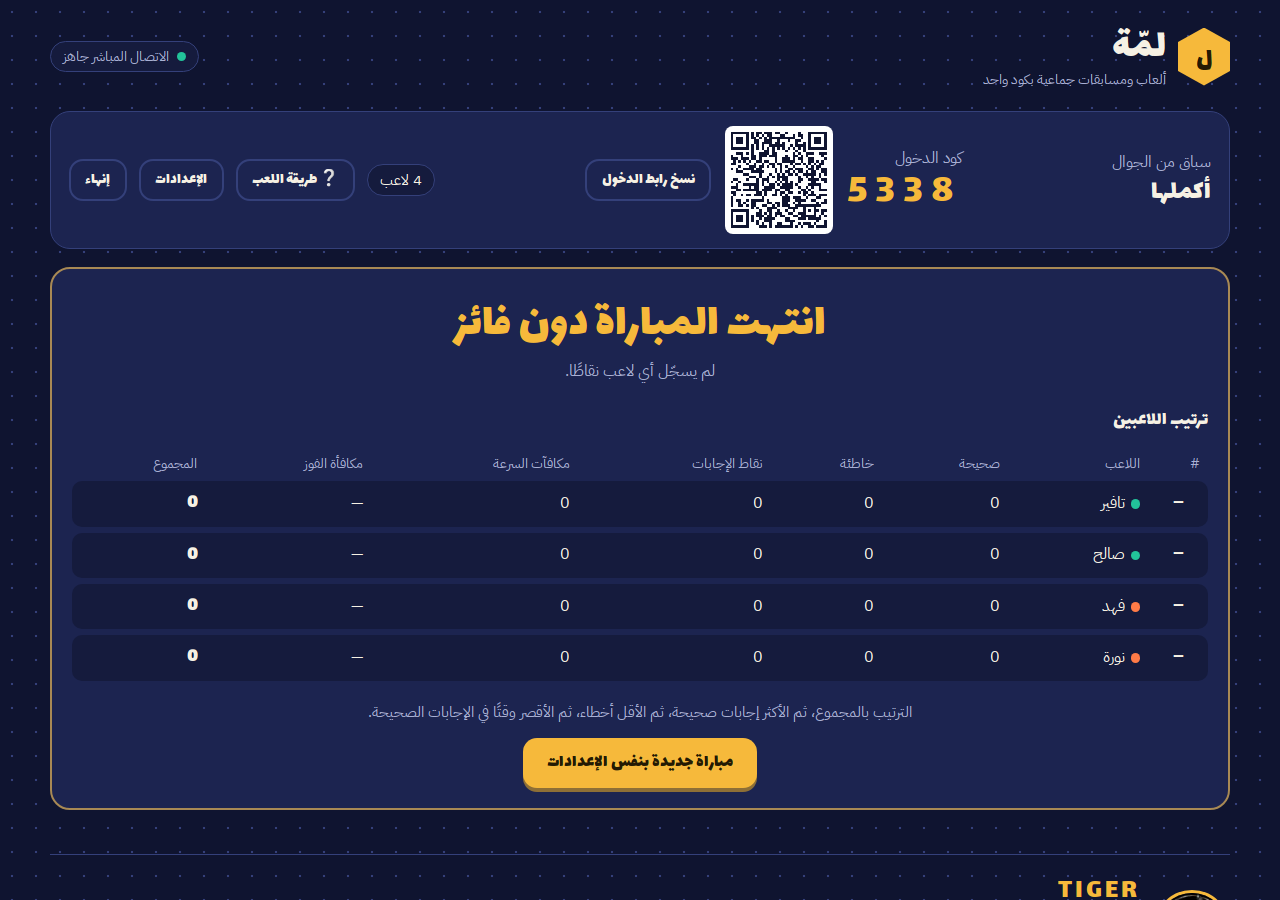 ل
لمّة
ألعاب ومسابقات جماعية بكود واحد
الاتصال المباشر جاهز
سباق من الجوال
أكملها
كود الدخول
5338
نسخ رابط الدخول
4 لاعب
❔ طريقة اللعب
الإعدادات
إنهاء
انتهت المباراة دون فائز
لم يسجّل أي لاعب نقاطًا.
ترتيب اللاعبين
# اللاعب صحيحة خاطئة نقاط الإجابات مكافآت السرعة مكافأة الفوز المجموع
— تافير 0 0 0 0 — 0
— صالح 0 0 0 0 — 0
— فهد 0 0 0 0 — 0
— نورة 0 0 0 0 — 0
الترتيب بالمجموع، ثم الأكثر إجابات صحيحة، ثم الأقل أخطاء، ثم الأقصر وقتًا في الإجابات الصحيحة.
مباراة جديدة بنفس الإعدادات
TIGER